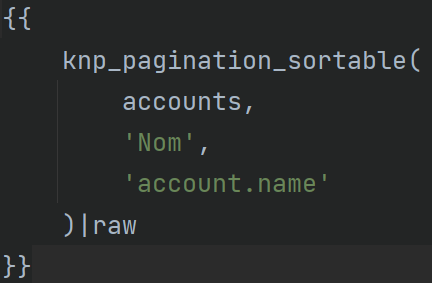 {{
knp_pagination_sortable(
accounts,
'Nom',
'account.name'
)|raw
}}